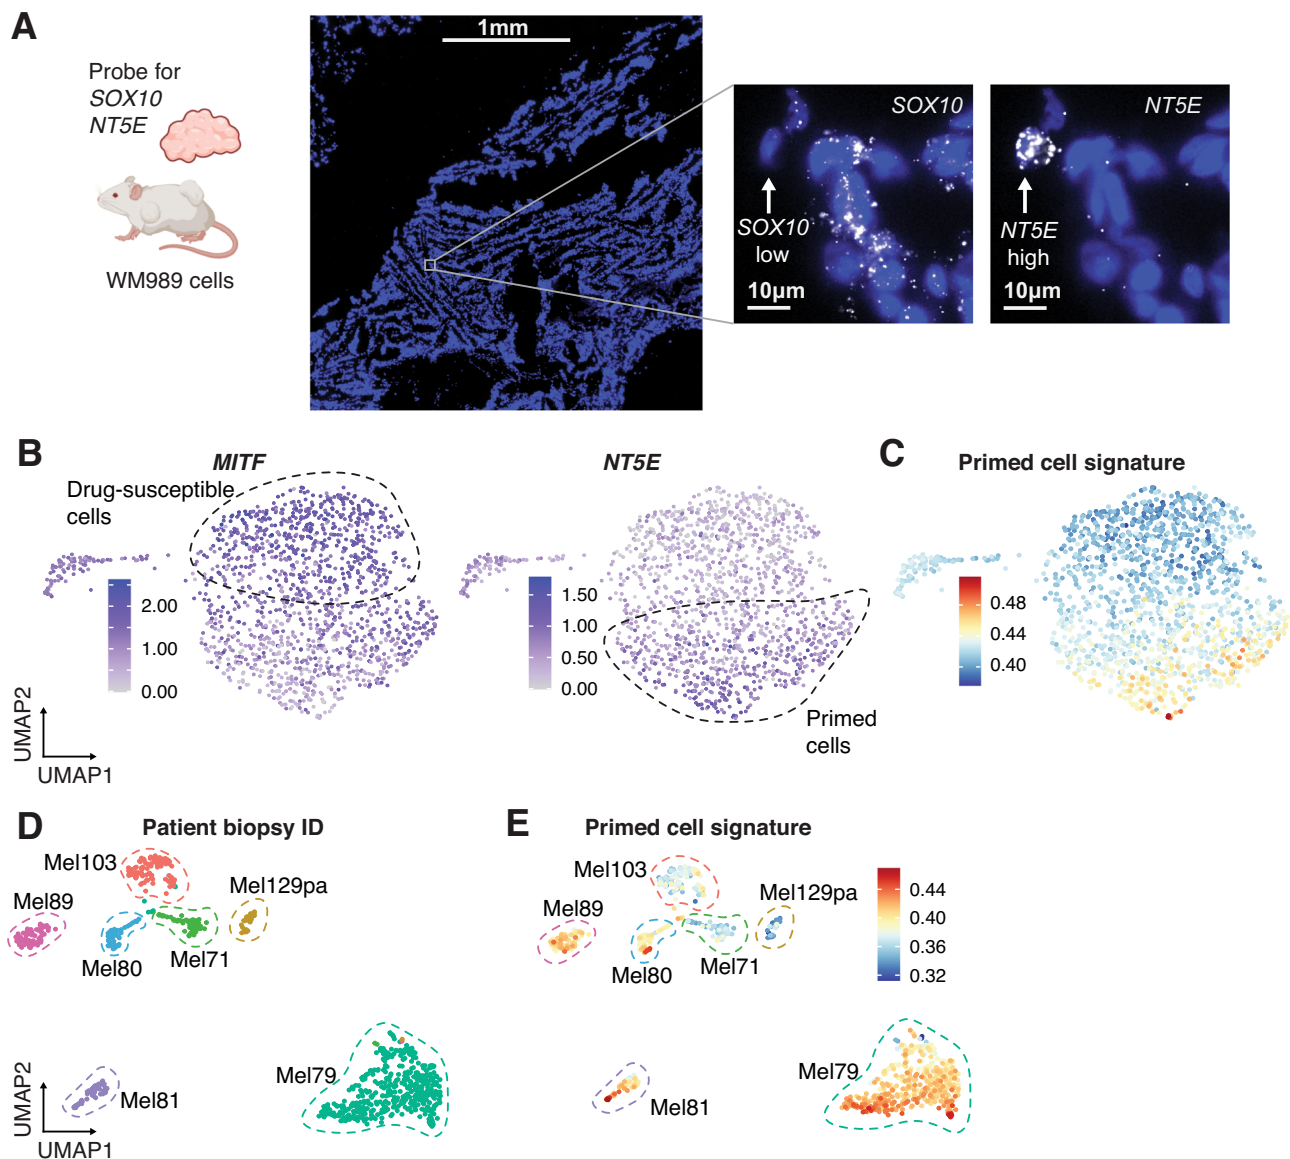 A
Probe for
SOX10
NT5E
WM989 cells
1mm
SOX10
SOX10
low
10μm
NT5E
NT5E
high
10μm
B
MITF
Drug-susceptible
cells
2.00
1.00
0.00
UMAP2
UMAP1
NT5E
1.50
1.00
0.50
0.00
Primed
cells
C
Primed cell signature
0.48
0.44
0.40
D
Patient biopsy ID
Mel103
Mel89
Mel129pa
Mel80
Mel71
Mel79
Mel81
UMAP2
UMAP1
E
Primed cell signature
Mel103
Mel89
Mel129pa
Mel80
Mel71
0.44
0.40
0.36
0.32
Mel79
Mel81